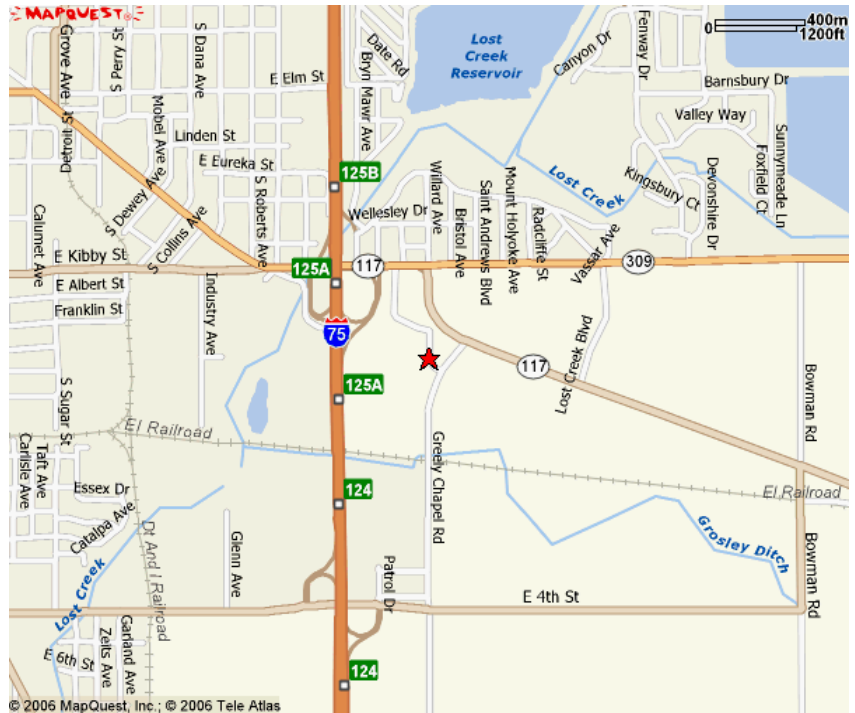 MAPQUEST
400m
0
1200ft
Grove Ave
S Perry St
S Dana Ave
Detroit St
Mobel Ave
E Elm St
Date Rd
Bryn Mawr Ave
Lost
Creek
Reservoir
Canyon Dr
Fenway Dr
Barnsbury Dr
Valley Way
Sunnymeade Ln
Foxfield Ct
Linden St
E Eureka St
S Dewey Ave
S Collins Ave
S Roberts Ave
125B
Willard Ave
Bristol Ave
Saint Andrews Blvd
Mount Holyoke Ave
Radcliffe St
Vassar Ave
Lost Creek
Kingsbury Ct
Devonshire Dr
Wellesley Dr
Calumet Ave
E Kibby St
125A
117
309
E Albert St
Franklin St
Industry Ave
75
117
Lost Creek Blvd
Bowman Rd
S Sugar St
125A
EI Railroad
Greely Chapel Rd
Taft Ave
Carlisle Ave
Essex Dr
124
EI Railroad
Catalpa Ave
Dt And I Railroad
Grosley Ditch
Bowman Rd
Glenn Ave
Patrol Dr
E 4th St
Lost Creek
E 6th St
Zeits Ave
Garland Ave
124
© 2006 MapQuest, Inc.; © 2006 Tele Atlas